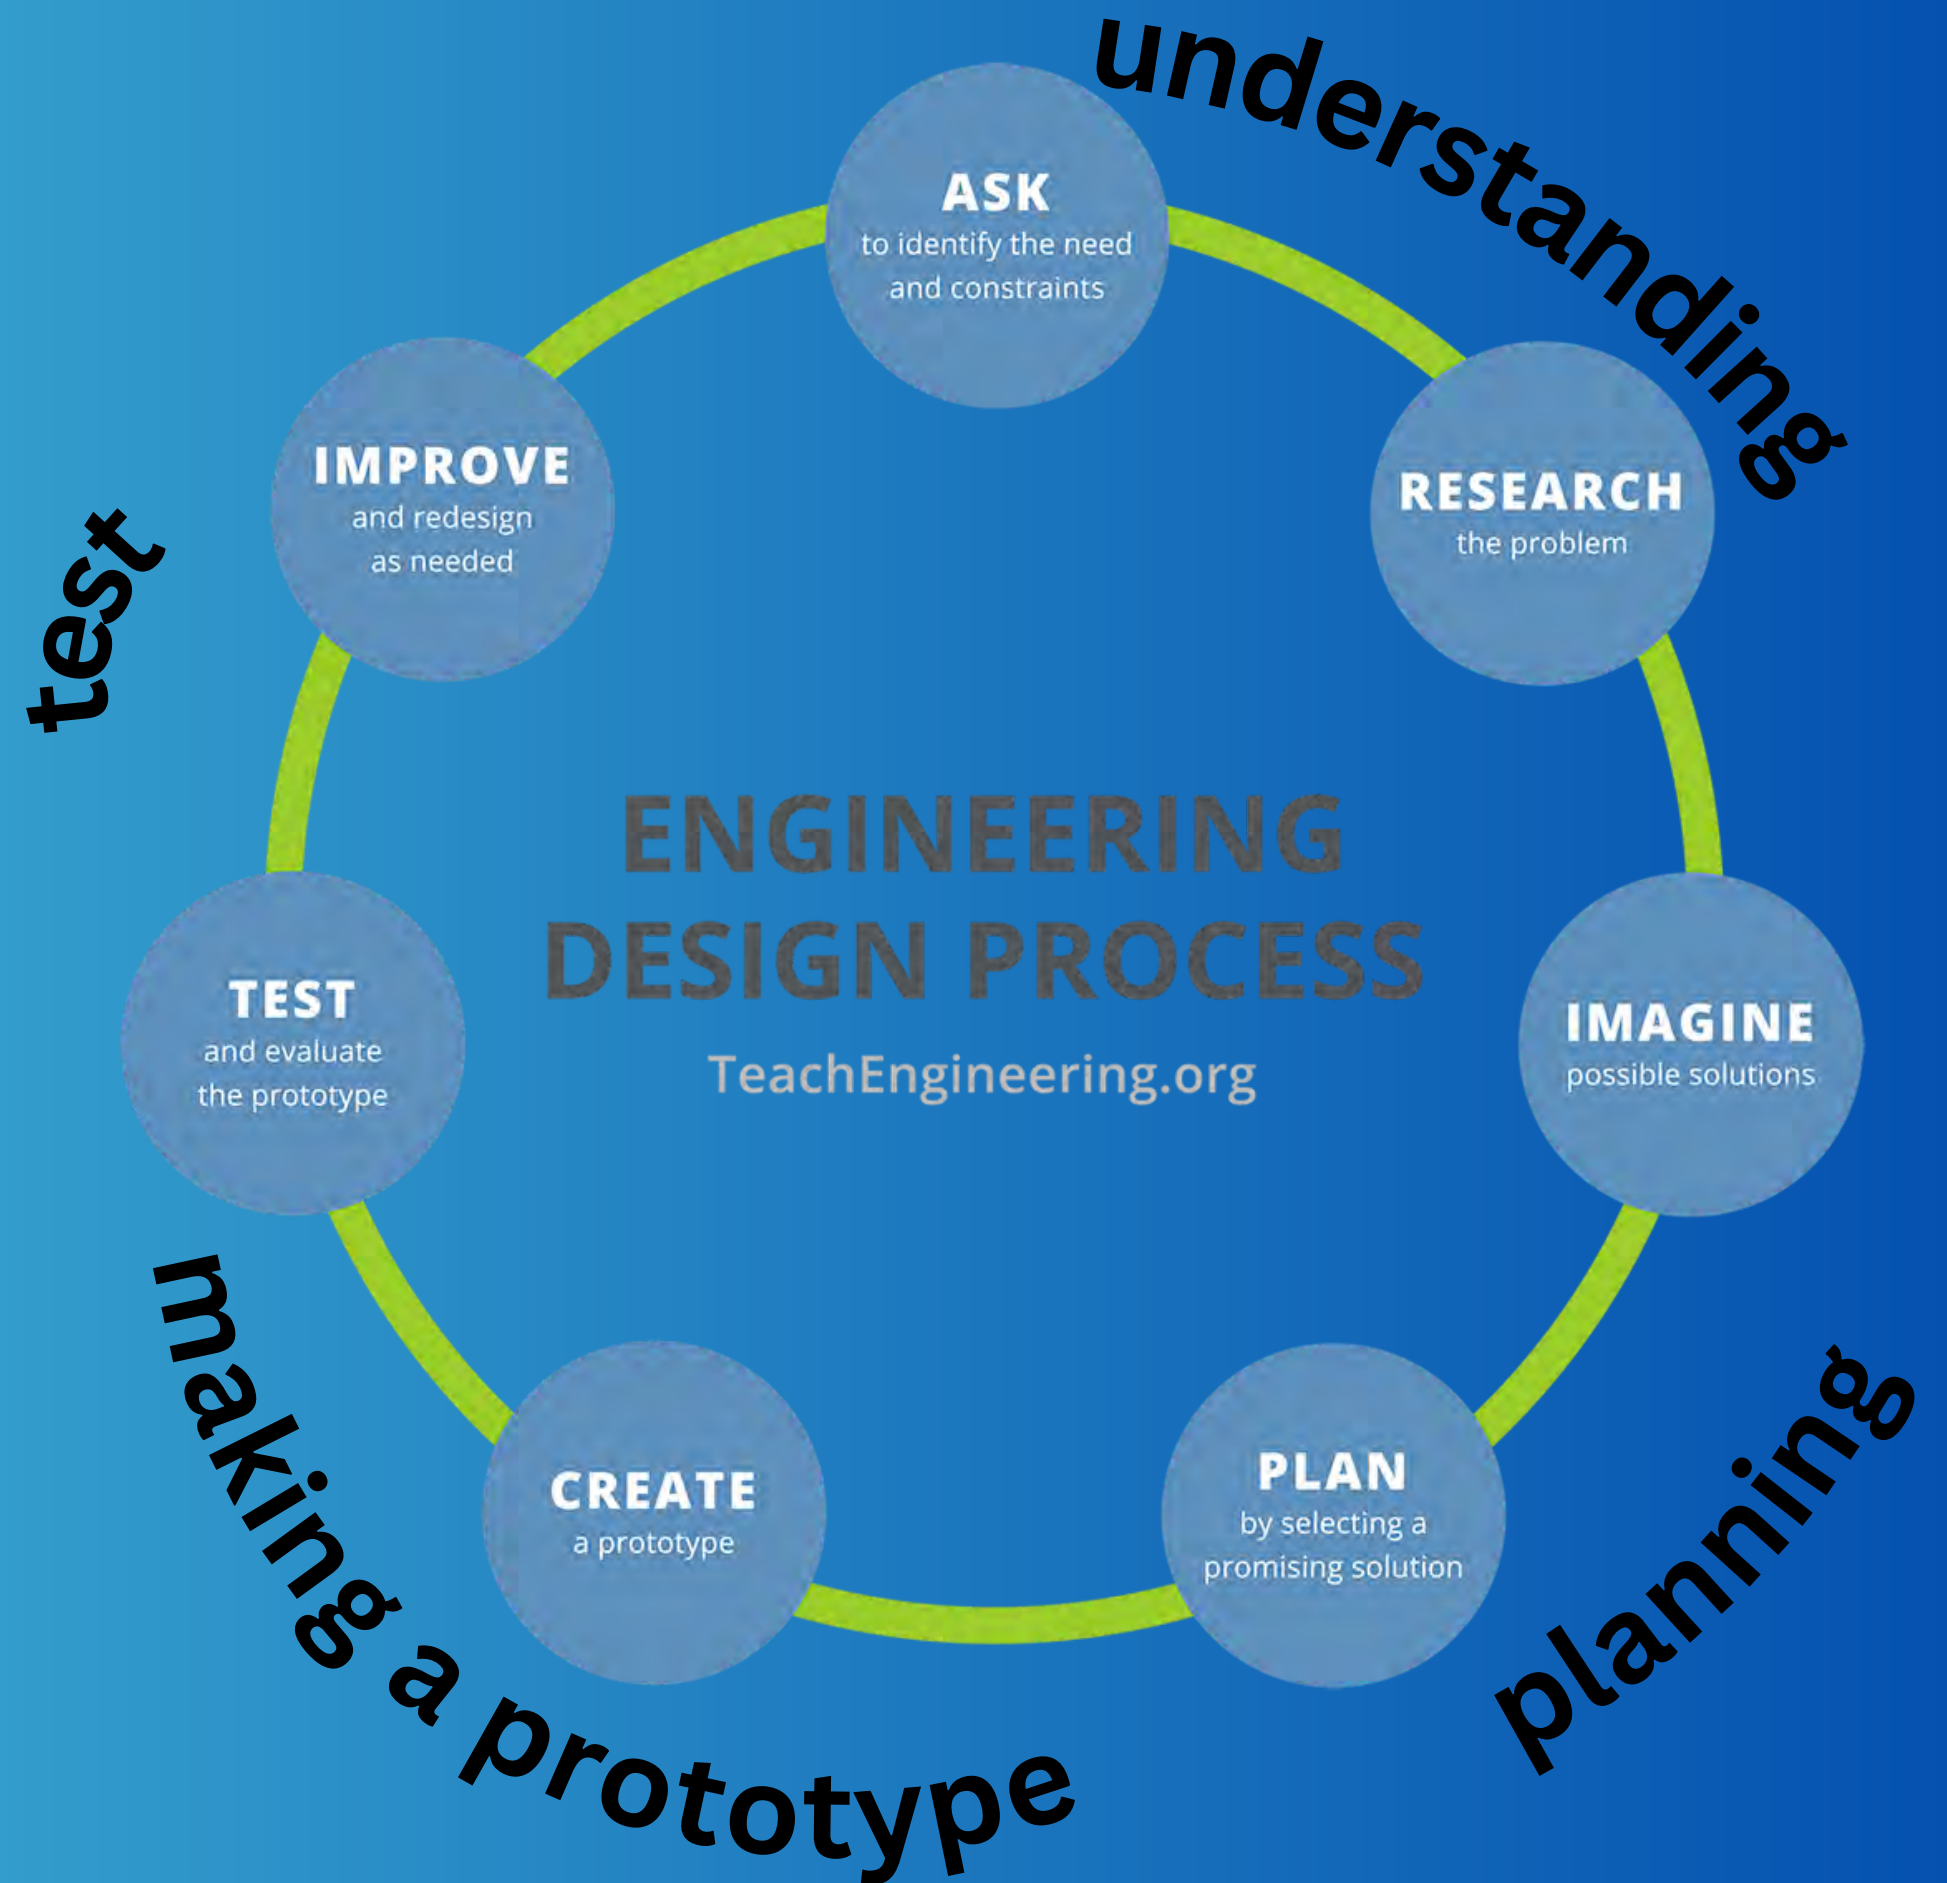 understanding
ASK
to identify the need
and constraints
RESEARCH
the problem
IMAGINE
possible solutions
planning
PLAN
by selecting a
promising solution
CREATE
a prototype
making a prototype
TEST
and evaluate
the prototype
test
IMPROVE
and redesign
as needed
ENGINEERING
DESIGN PROCESS
TeachEngineering.org